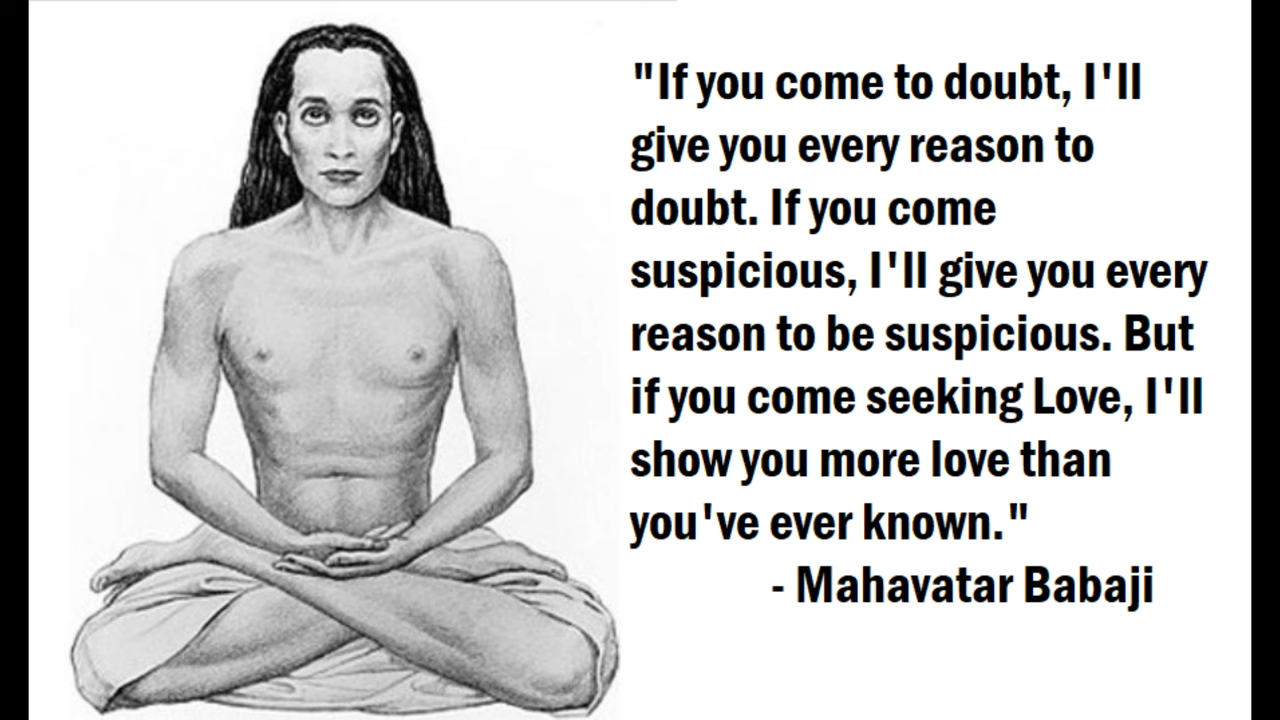 "If you come to doubt, I'll
give you every reason to
doubt. If you come
suspicious, I'll give you every
reason to be suspicious. But
if you come seeking Love, I'll
show you more love than
you've ever known."
- Mahavatar Babaji